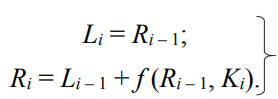 Lᵢ = Rᵢ₋₁;
Rᵢ = Lᵢ₋₁ + f(Rᵢ₋₁, Kᵢ).